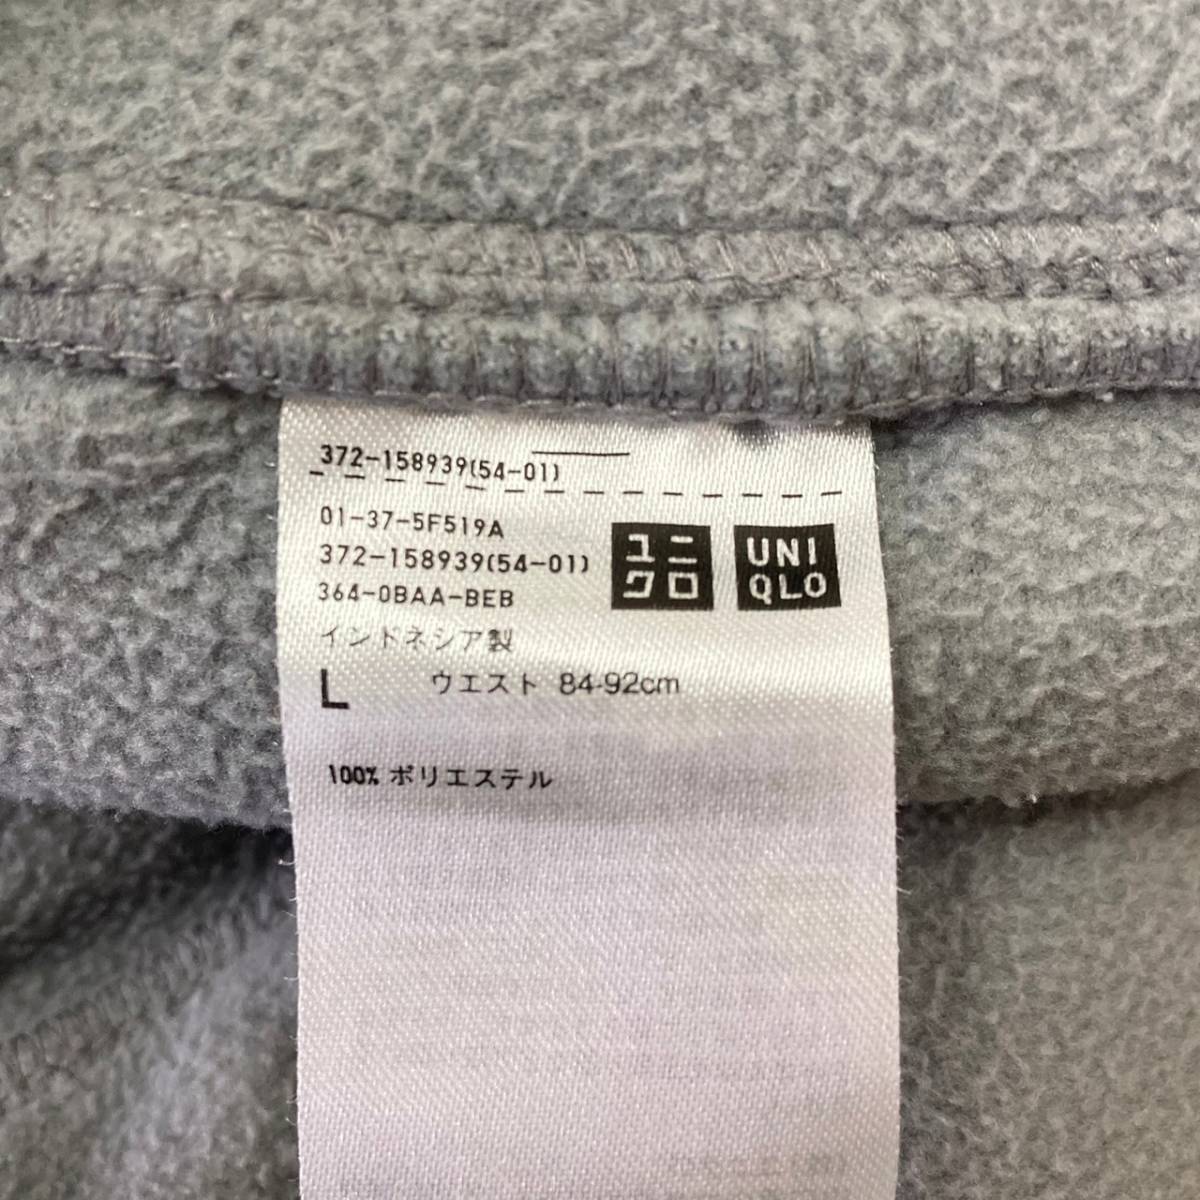 372-158939(54-01)
01-37-5F519A
372-158939(54-01)
364-0BAA-BEB
インドネシア製
L ウエスト 84-92cm
100% ポリエステル
ユニ
クロ
UNI
QLO